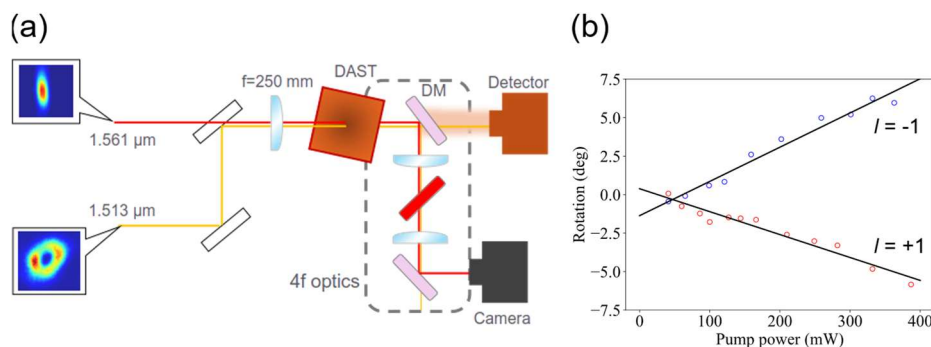 (a)
f=250 mm
DAST
DM
Detector
1.561 μm
1.513 μm
4f optics
Camera
(b)
Rotation (deg)
7.5
5.0
2.5
0.0
−2.5
−5.0
−7.5
l = -1
l = +1
0
100
200
300
400
Pump power (mW)